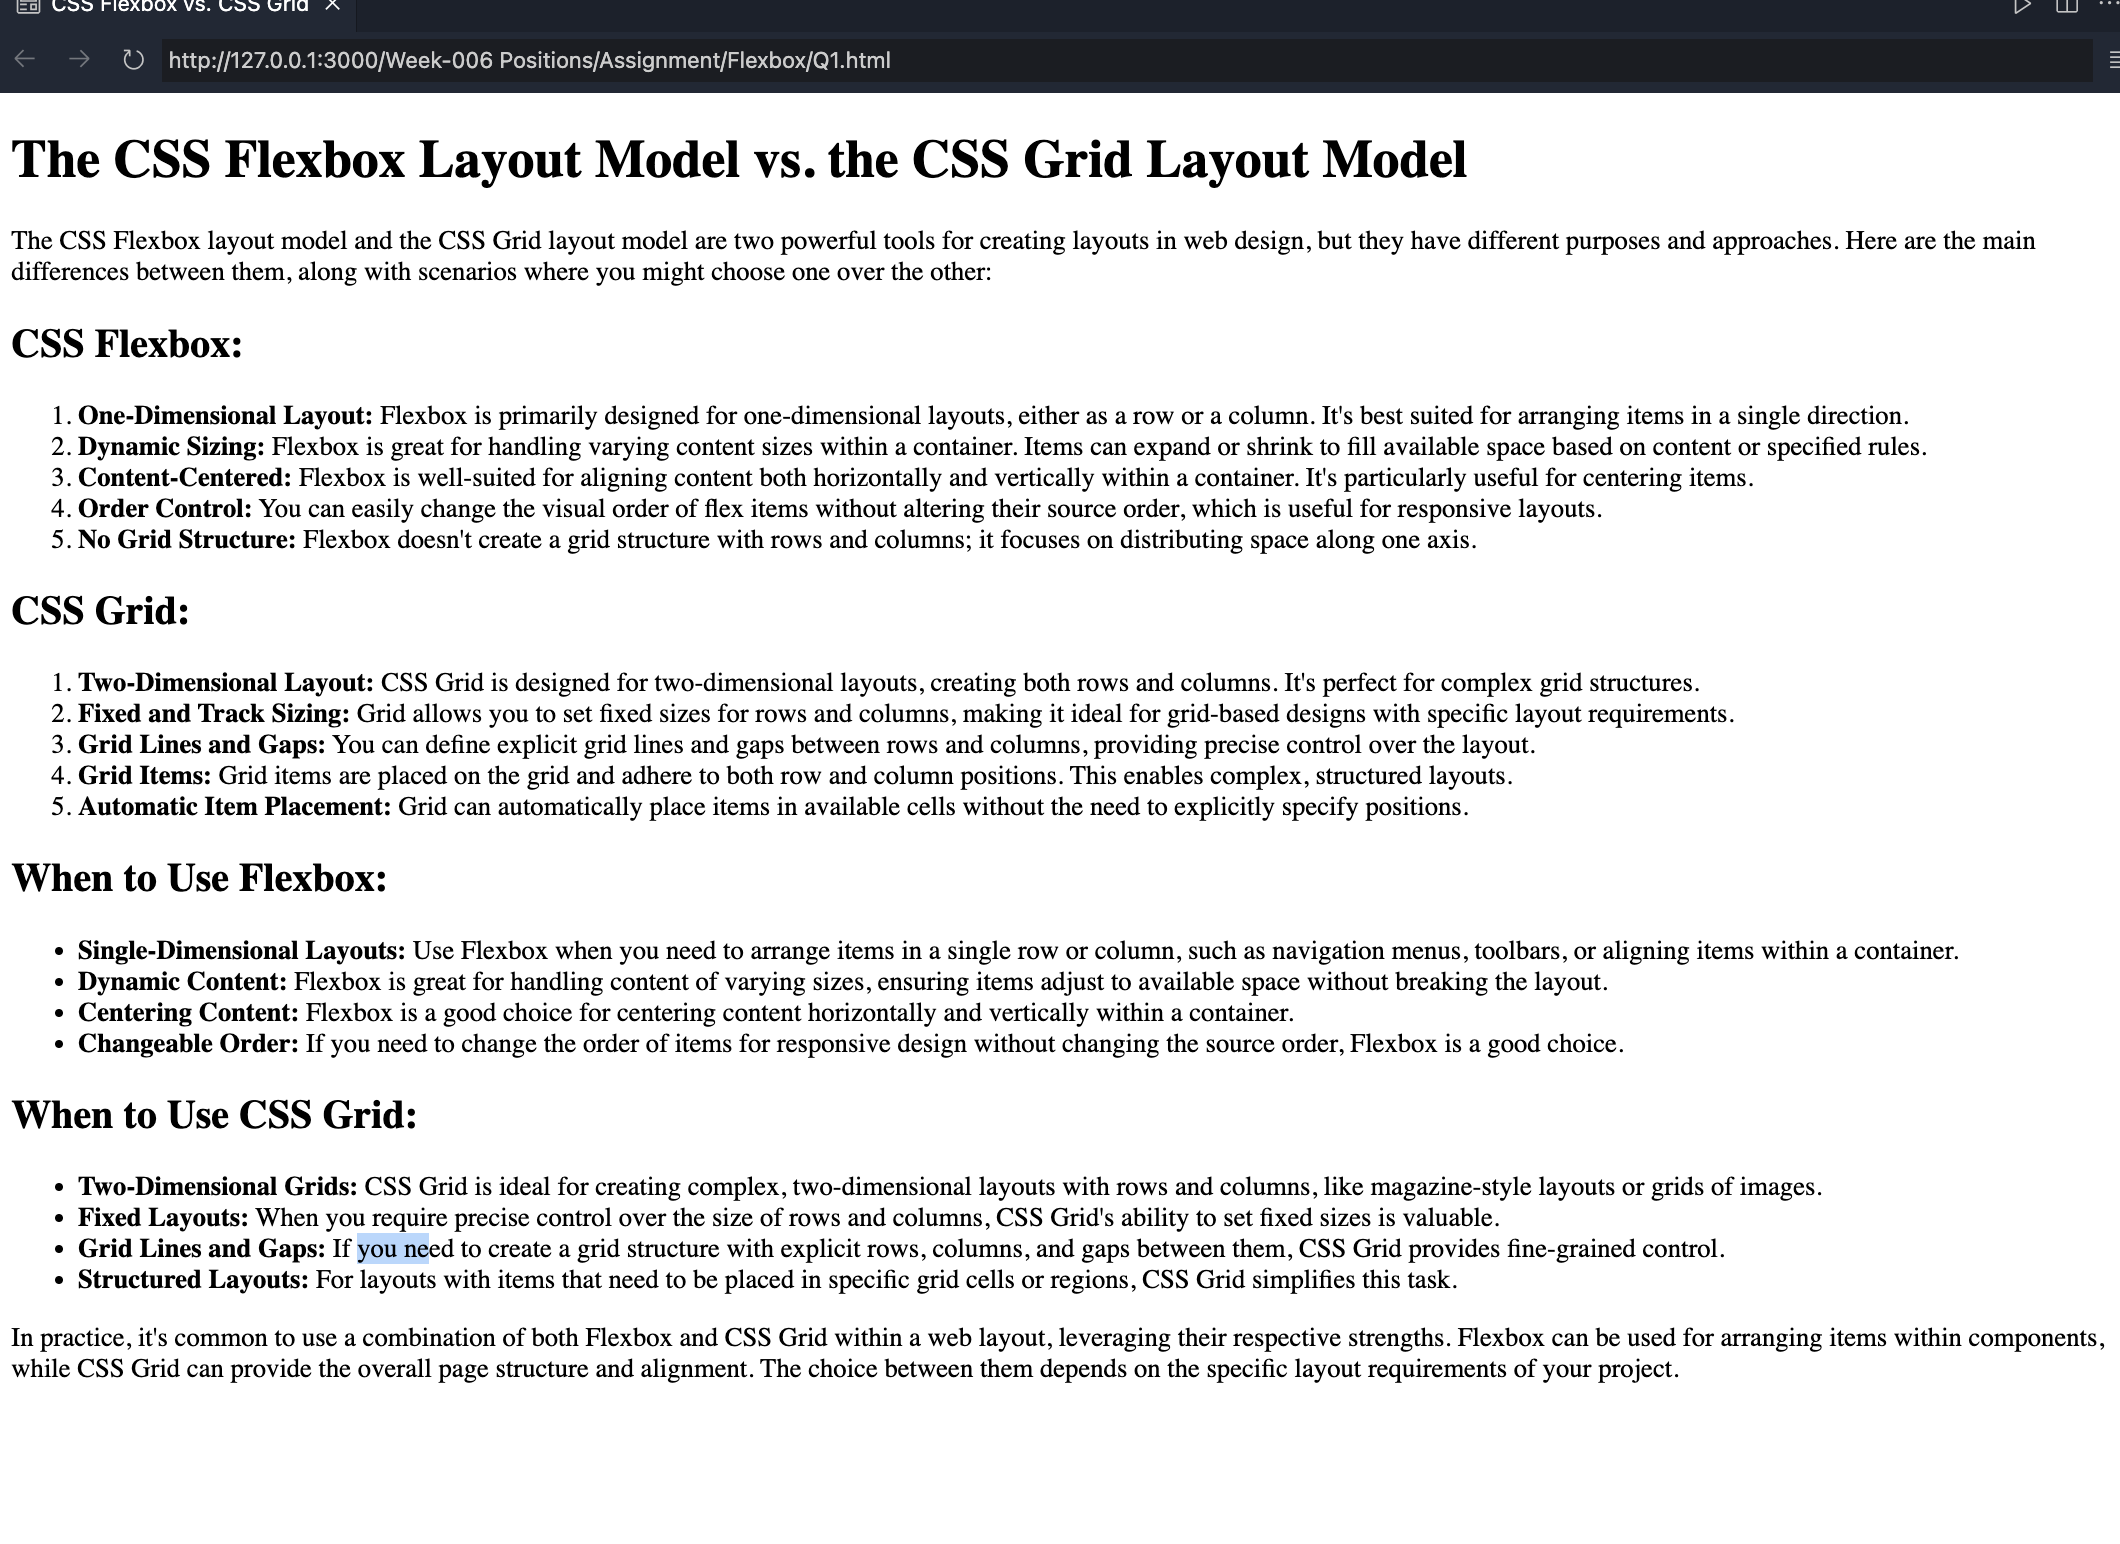 CSS Flexbox vs. CSS Grid
http://127.0.0.1:3000/Week-006 Positions/Assignment/Flexbox/Q1.html
The CSS Flexbox Layout Model vs. the CSS Grid Layout Model
The CSS Flexbox layout model and the CSS Grid layout model are two powerful tools for creating layouts in web design, but they have different purposes and approaches. Here are the main
differences between them, along with scenarios where you might choose one over the other:
CSS Flexbox:
1. One-Dimensional Layout: Flexbox is primarily designed for one-dimensional layouts, either as a row or a column. It's best suited for arranging items in a single direction.
2. Dynamic Sizing: Flexbox is great for handling varying content sizes within a container. Items can expand or shrink to fill available space based on content or specified rules.
3. Content-Centered: Flexbox is well-suited for aligning content both horizontally and vertically within a container. It's particularly useful for centering items.
4. Order Control: You can easily change the visual order of flex items without altering their source order, which is useful for responsive layouts.
5. No Grid Structure: Flexbox doesn't create a grid structure with rows and columns; it focuses on distributing space along one axis.
CSS Grid:
1. Two-Dimensional Layout: CSS Grid is designed for two-dimensional layouts, creating both rows and columns. It's perfect for complex grid structures.
2. Fixed and Track Sizing: Grid allows you to set fixed sizes for rows and columns, making it ideal for grid-based designs with specific layout requirements.
3. Grid Lines and Gaps: You can define explicit grid lines and gaps between rows and columns, providing precise control over the layout.
4. Grid Items: Grid items are placed on the grid and adhere to both row and column positions. This enables complex, structured layouts.
5. Automatic Item Placement: Grid can automatically place items in available cells without the need to explicitly specify positions.
When to Use Flexbox:
• Single-Dimensional Layouts: Use Flexbox when you need to arrange items in a single row or column, such as navigation menus, toolbars, or aligning items within a container.
• Dynamic Content: Flexbox is great for handling content of varying sizes, ensuring items adjust to available space without breaking the layout.
• Centering Content: Flexbox is a good choice for centering content horizontally and vertically within a container.
• Changeable Order: If you need to change the order of items for responsive design without changing the source order, Flexbox is a good choice.
When to Use CSS Grid:
• Two-Dimensional Grids: CSS Grid is ideal for creating complex, two-dimensional layouts with rows and columns, like magazine-style layouts or grids of images.
• Fixed Layouts: When you require precise control over the size of rows and columns, CSS Grid's ability to set fixed sizes is valuable.
• Grid Lines and Gaps: If you need to create a grid structure with explicit rows, columns, and gaps between them, CSS Grid provides fine-grained control.
• Structured Layouts: For layouts with items that need to be placed in specific grid cells or regions, CSS Grid simplifies this task.
In practice, it's common to use a combination of both Flexbox and CSS Grid within a web layout, leveraging their respective strengths. Flexbox can be used for arranging items within components,
while CSS Grid can provide the overall page structure and alignment. The choice between them depends on the specific layout requirements of your project.